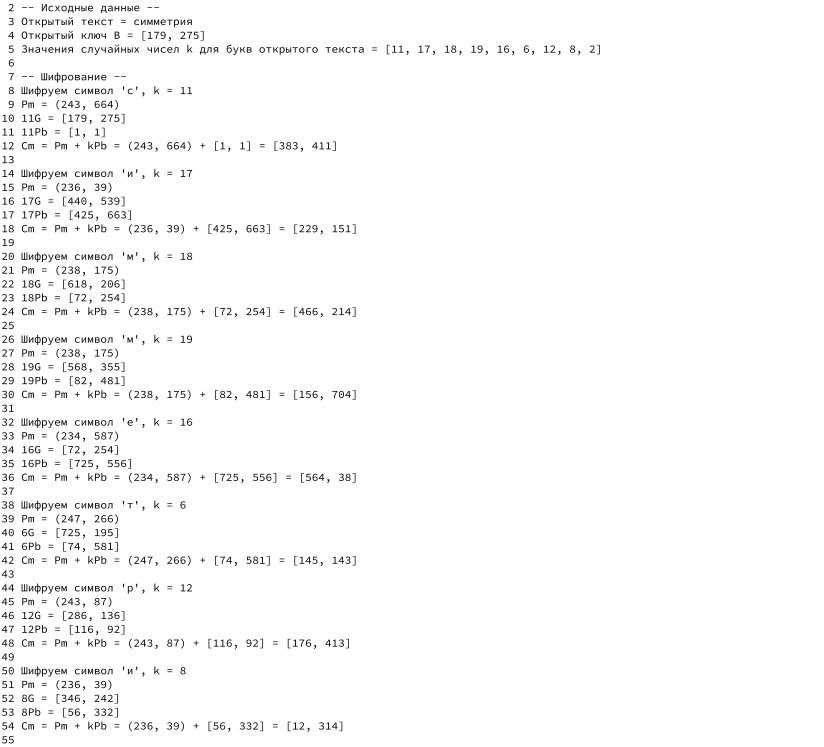 2 -- Исходные данные --
3 Открытый текст = симметрия
4 Открытый ключ B = [179, 275]
5 Значения случайных чисел k для букв открытого текста = [11, 17, 18, 19, 16, 6, 12, 8, 2]
6
7 -- Шифрование --
8 Шифруем символ 'с', k = 11
9 Pm = (243, 664)
10 11G = [179, 275]
11 11Pb = [1, 1]
12 Cm = Pm + kPb = (243, 664) + [1, 1] = [383, 411]
13
14 Шифруем символ 'и', k = 17
15 Pm = (236, 39)
16 17G = [440, 539]
17 17Pb = [425, 663]
18 Cm = Pm + kPb = (236, 39) + [425, 663] = [229, 151]
19
20 Шифруем символ 'м', k = 18
21 Pm = (238, 175)
22 18G = [618, 206]
23 18Pb = [72, 254]
24 Cm = Pm + kPb = (238, 175) + [72, 254] = [466, 214]
25
26 Шифруем символ 'м', k = 19
27 Pm = (238, 175)
28 19G = [568, 355]
29 19Pb = [82, 481]
30 Cm = Pm + kPb = (238, 175) + [82, 481] = [156, 704]
31
32 Шифруем символ 'е', k = 16
33 Pm = (234, 587)
34 16G = [72, 254]
35 16Pb = [725, 556]
36 Cm = Pm + kPb = (234, 587) + [725, 556] = [564, 38]
37
38 Шифруем символ 'т', k = 6
39 Pm = (247, 266)
40 6G = [725, 195]
41 6Pb = [74, 581]
42 Cm = Pm + kPb = (247, 266) + [74, 581] = [145, 143]
43
44 Шифруем символ 'р', k = 12
45 Pm = (243, 87)
46 12G = [286, 136]
47 12Pb = [116, 92]
48 Cm = Pm + kPb = (243, 87) + [116, 92] = [176, 413]
49
50 Шифруем символ 'и', k = 8
51 Pm = (236, 39)
52 8G = [346, 242]
53 8Pb = [56, 332]
54 Cm = Pm + kPb = (236, 39) + [56, 332] = [12, 314]
55